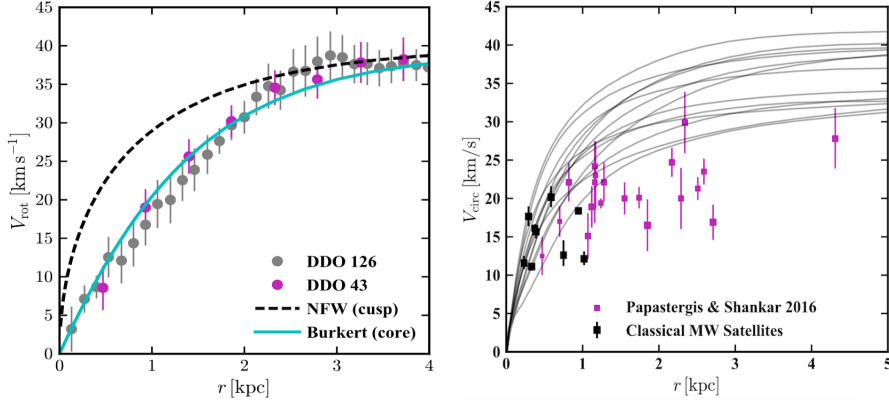 40
35
30
25
20
15
10
5
0
V_rot [km s⁻¹]
DDO 126
DDO 43
NFW (cusp)
Burkert (core)
0 1 2 3 4
r [kpc]
45
40
35
30
25
20
15
10
5
0
V_circ [km/s]
Papastergis & Shankar 2016
Classical MW Satellites
0 1 2 3 4 5
r [kpc]